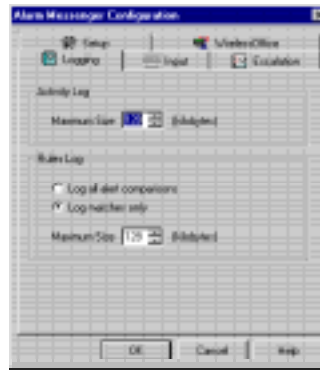 Alarm Messenger Configuration
Setup WirelessOffice
Logging Input Escalation
Activity Log
Maximum Size 128 (Kilobytes)
Rules Log
Log all alert comparisons
Log matches only
Maximum Size 128 (Kilobytes)
OK Cancel Help